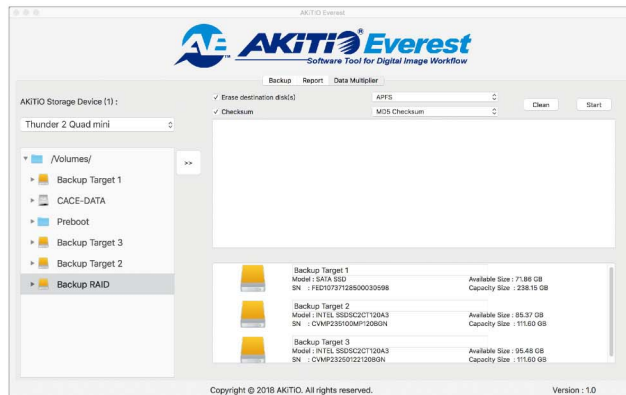 AKiTiO Everest
AE ™ AKiTiO Everest
Software Tool for Digital Image Workflow
Backup Report Data Multiplier
AKiTiO Storage Device (1) :
Thunder 2 Quad mini
/Volumes/
Backup Target 1
CACE-DATA
Preboot
Backup Target 3
Backup Target 2
Backup RAID
>>
✓ Erase destination disk(s) APFS
✓ Checksum MD5 Checksum
Clean Start
Backup Target 1
Model : SATA SSD Available Size : 71.86 GB
SN : FED10737128500030598 Capacity Size : 238.15 GB
Backup Target 2
Model : INTEL SSDSC2CT120A3 Available Size : 85.37 GB
SN : CVMP235100MP120BGN Capacity Size : 111.60 GB
Backup Target 3
Model : INTEL SSDSC2CT120A3 Available Size : 95.48 GB
SN : CVMP232501221208GN Capacity Size : 111.60 GB
Copyright @ 2018 AKiTiO. All rights reserved. Version : 1.0